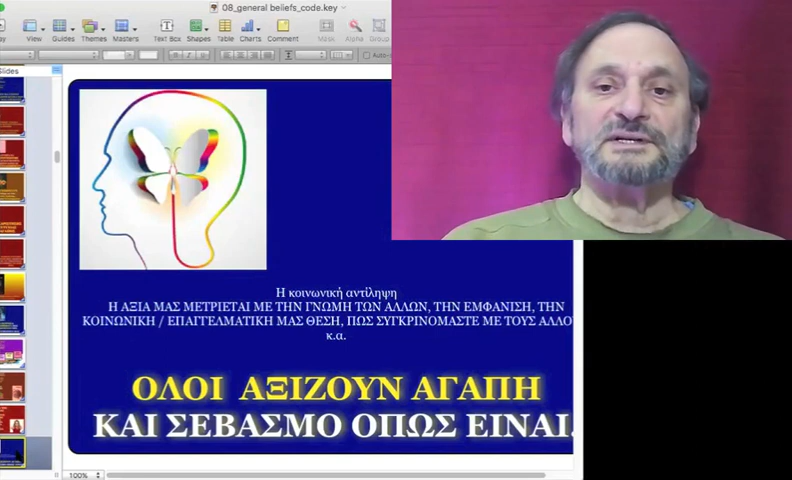 08_general beliefs_code.key
View
Guides
Themes
Masters
Text Box
Shapes
Table
Charts
Comment
Mask
Alpha
Group
Slides
Η κοινωνική αντίληψη
Η ΑΞΙΑ ΜΑΣ ΜΕΤΡΙΕΤΑΙ ΜΕ ΤΗΝ ΓΝΩΜΗ ΤΩΝ ΑΛΛΩΝ, ΤΗΝ ΕΜΦΑΝΙΣΗ, ΤΗΝ
ΚΟΙΝΩΝΙΚΗ / ΕΠΑΓΓΕΛΜΑΤΙΚΗ ΜΑΣ ΘΕΣΗ, ΠΩΣ ΣΥΓΚΡΙΝΟΜΑΣΤΕ ΜΕ ΤΟΥΣ ΑΛΛΟ
κ.α.
ΟΛΟΙ ΑΞΙΖΟΥΝ ΑΓΑΠΗ
ΚΑΙ ΣΕΒΑΣΜΟ ΟΠΩΣ ΕΙΝΑΙ.
100%